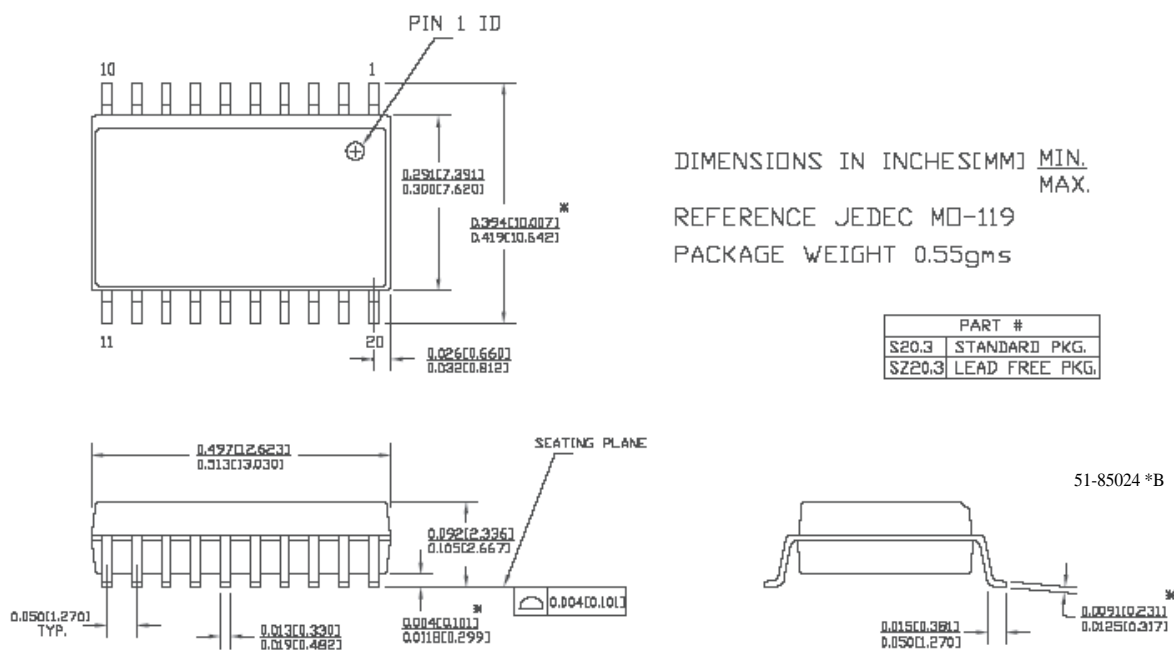 PIN 1 ID
10
1
0.291[7.391]
0.300[7.620]
*
0.394[10.007]
0.419[10.642]
DIMENSIONS IN INCHES[MM] MIN.
MAX.
REFERENCE JEDEC MO-119
PACKAGE WEIGHT 0.55gms
11
20
0.026[0.660]
0.032[0.812]
PART #
S20.3 STANDARD PKG.
SZ20.3 LEAD FREE PKG.
0.497[12.623]
0.513[13.030]
SEATING PLANE
51-85024 *B
0.092[2.336]
0.105[2.667]
0.004[0.101]
0.050[1.270]
TYP.
0.013[0.330]
0.019[0.482]
*
0.004[0.101]
0.0118[0.299]
0.015[0.381]
0.050[1.270]
*
0.0091[0.231]
0.0125[0.317]